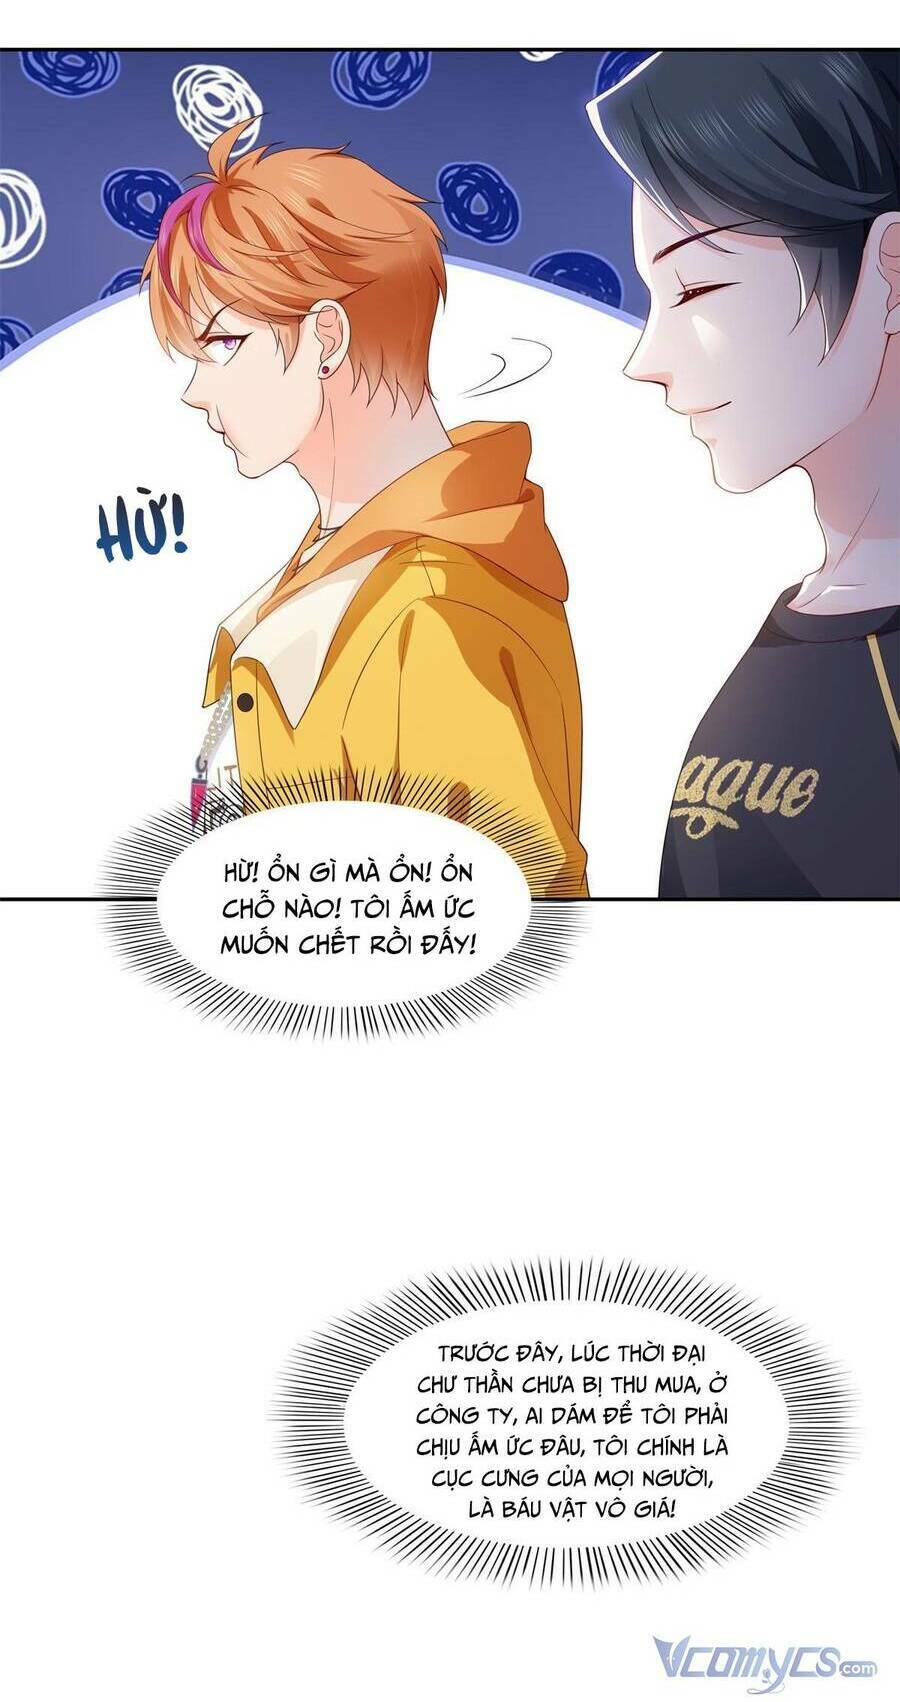 HỪ!
ague
HỪ! ỔN GÌ MÀ ỔN! ỔN
CHỖ NÀO! TÔI ẤM ỨC
MUỐN CHẾT RỒI ĐẤY!
TRƯỚC ĐÂY, LÚC THỜI ĐẠI
CHƯ THẦN CHƯA BỊ THU MUA, Ở
CÔNG TY, AI DÁM ĐỂ TÔI PHẢI
CHỊU ẤM ỨC ĐÂU, TÔI CHÍNH LÀ
CỤC CƯNG CỦA MỌI NGƯỜI,
LÀ BÁU VẬT VÔ GIÁ!
VCOMYCS.com